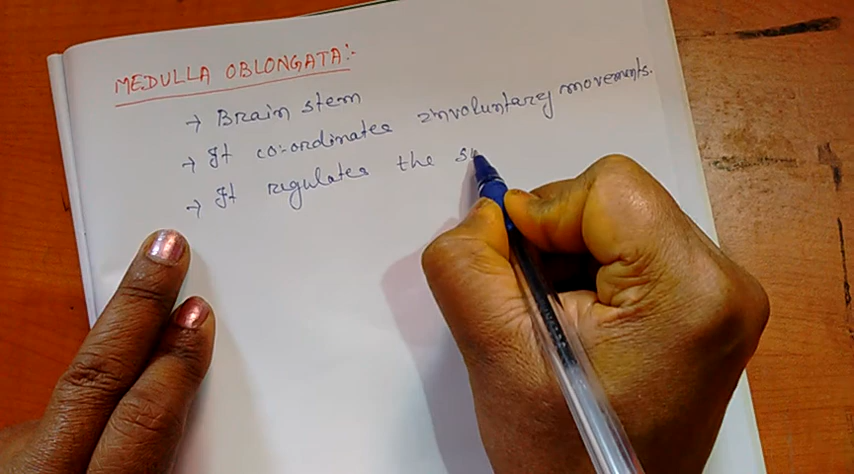 MEDULLA OBLONGATA:-
→ Brain stem
→ It co-ordinates involuntary movements.
→ It regulates the